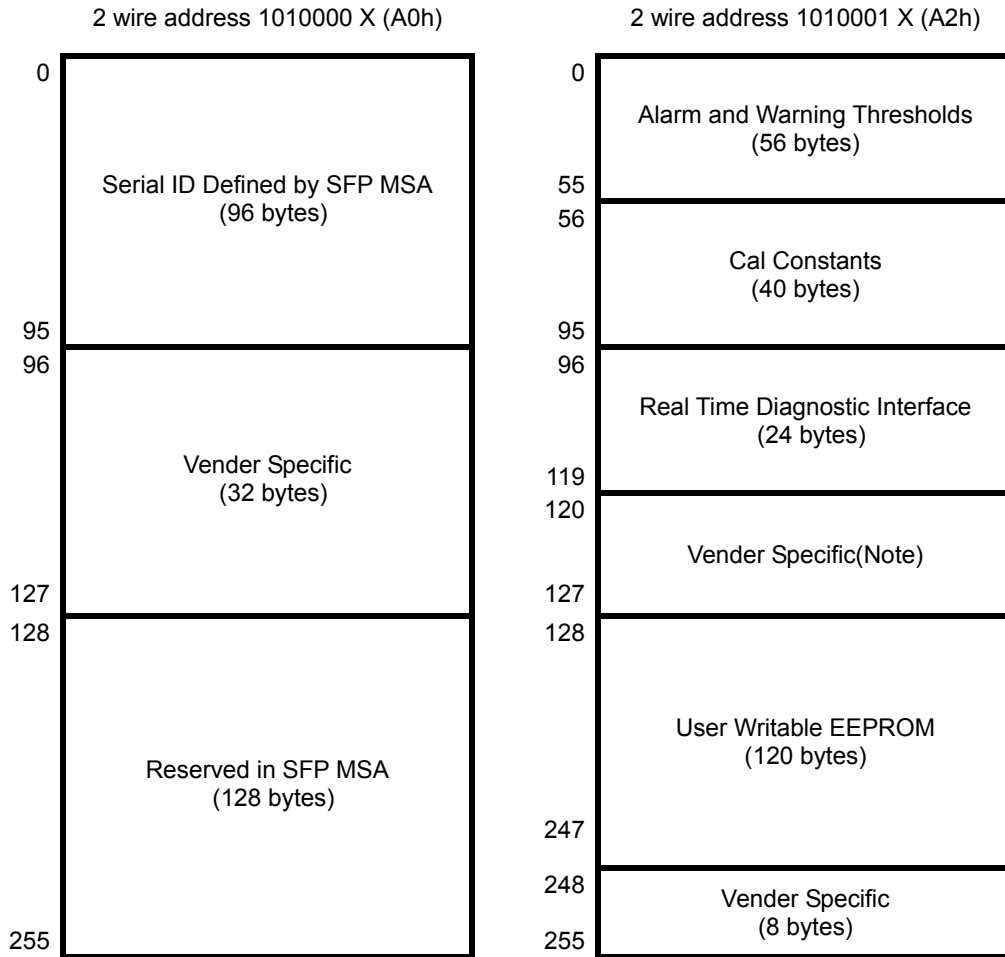 2 wire address 1010000 X (A0h)
0
Serial ID Defined by SFP MSA
(96 bytes)
95
96
Vender Specific
(32 bytes)
127
128
Reserved in SFP MSA
(128 bytes)
255
2 wire address 1010001 X (A2h)
0
Alarm and Warning Thresholds
(56 bytes)
55
56
Cal Constants
(40 bytes)
95
96
Real Time Diagnostic Interface
(24 bytes)
119
120
Vender Specific(Note)
127
128
User Writable EEPROM
(120 bytes)
247
248
Vender Specific
(8 bytes)
255